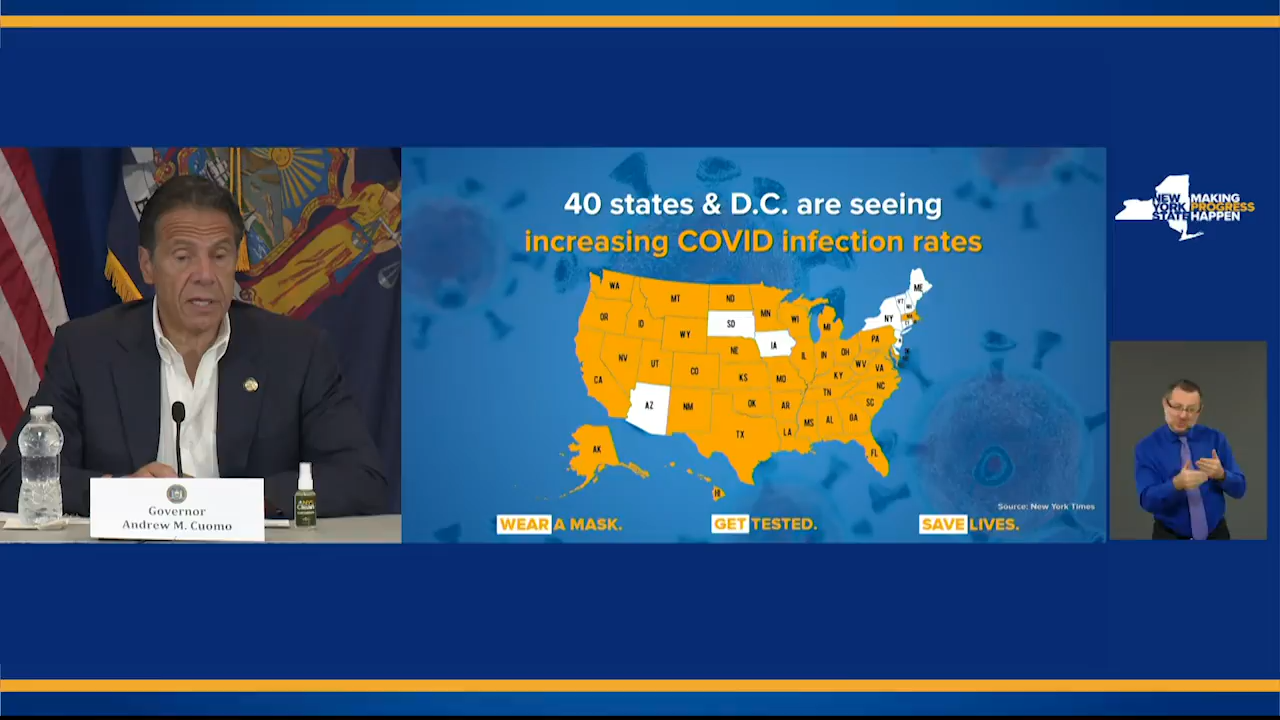 40 states & D.C. are seeing
increasing COVID infection rates
WA
MT
ND
MN
ME
VT
OR
ID
WY
SD
WI
MI
NY
NV
UT
CO
NE
IA
IL
IN
OH
PA
CA
KS
MO
KY
WV
VA
AZ
NM
OK
AR
TN
NC
SC
TX
LA
MS
AL
GA
AK
FL
HI
Source: New York Times
WEAR A MASK.
GET TESTED.
SAVE LIVES.
Governor
Andrew M. Cuomo
NEW YORK STATE
MAKING
PROGRESS
HAPPEN